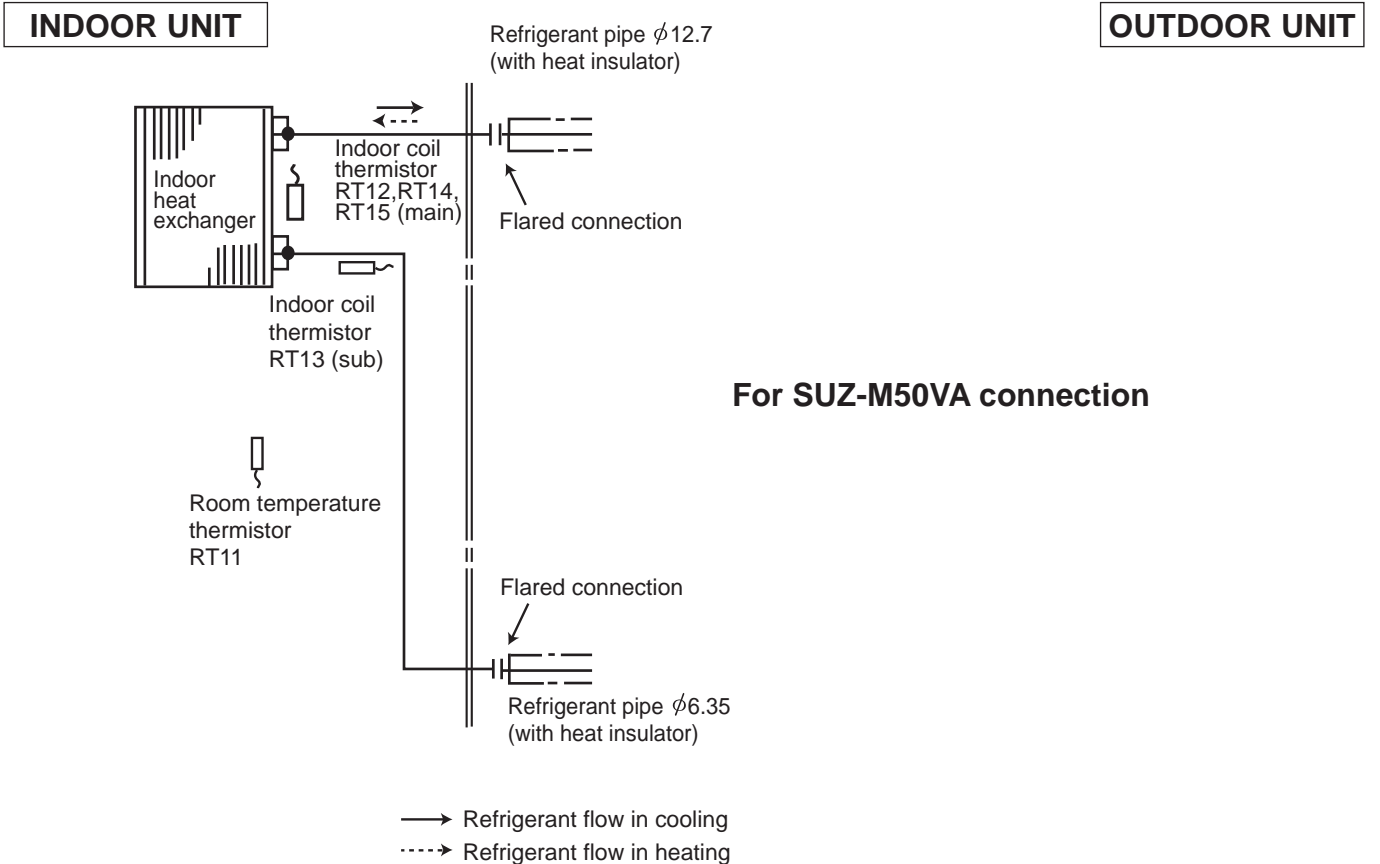 INDOOR UNIT
OUTDOOR UNIT
Refrigerant pipe ϕ12.7
(with heat insulator)
Indoor
heat
exchanger
Indoor coil
thermistor
RT12,RT14,
RT15 (main)
Flared connection
Indoor coil
thermistor
RT13 (sub)
For SUZ-M50VA connection
Room temperature
thermistor
RT11
Flared connection
Refrigerant pipe ϕ6.35
(with heat insulator)
Refrigerant flow in cooling
Refrigerant flow in heating